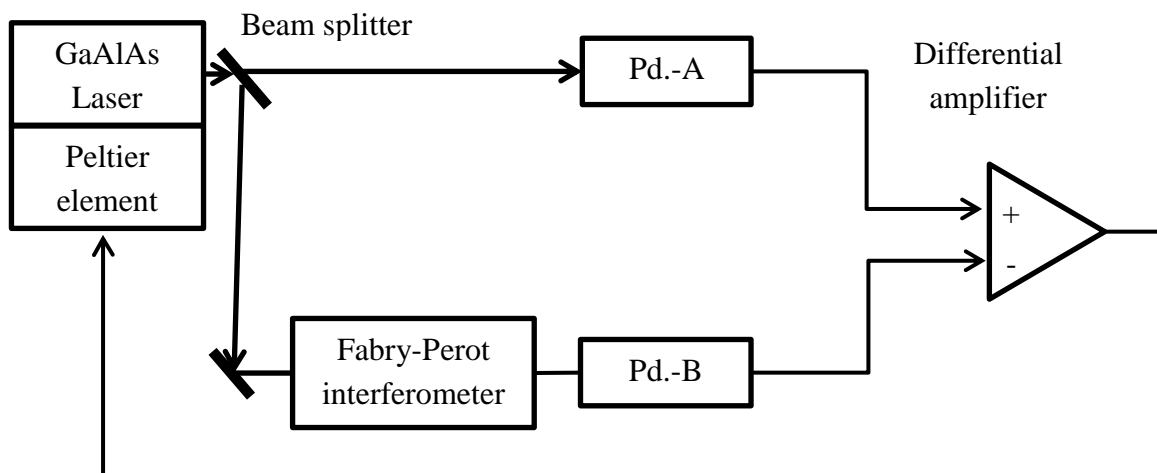 Beam splitter
GaAlAs
Laser
Peltier
element
Pd.-A
Differential
amplifier
+
-
Fabry-Perot
interferometer
Pd.-B